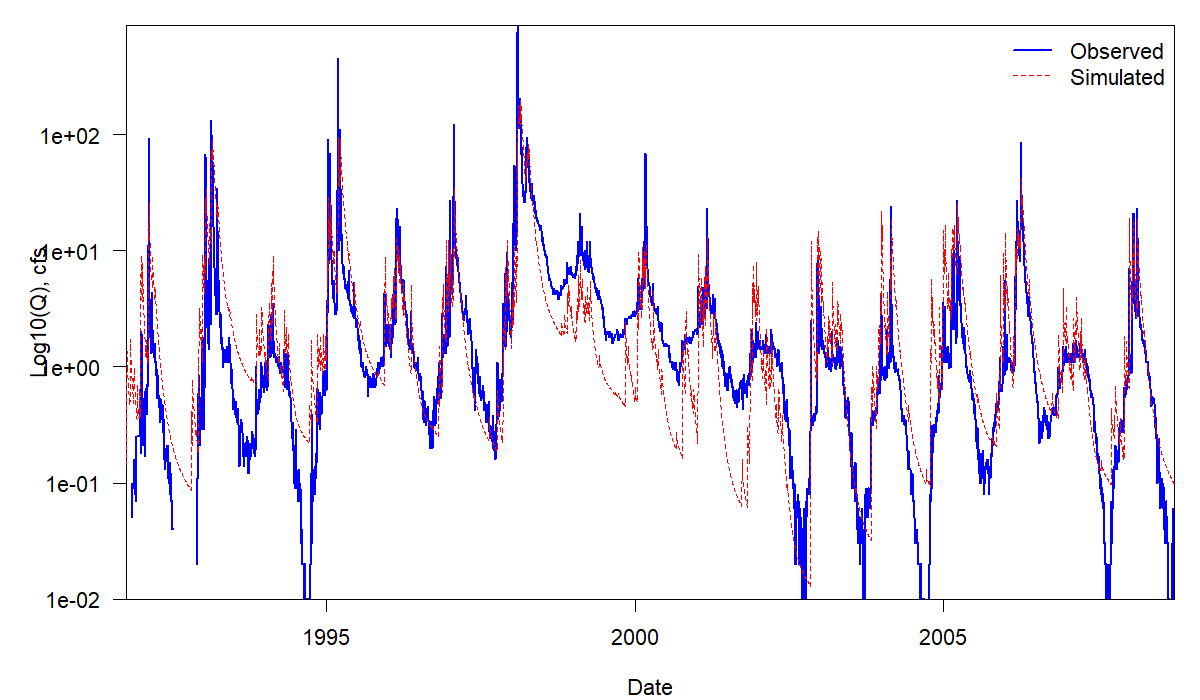 Observed
Simulated
1e+02
1e+01
1e+00
1e-01
1e-02
Log10(Q), cfs
1995
2000
2005
Date